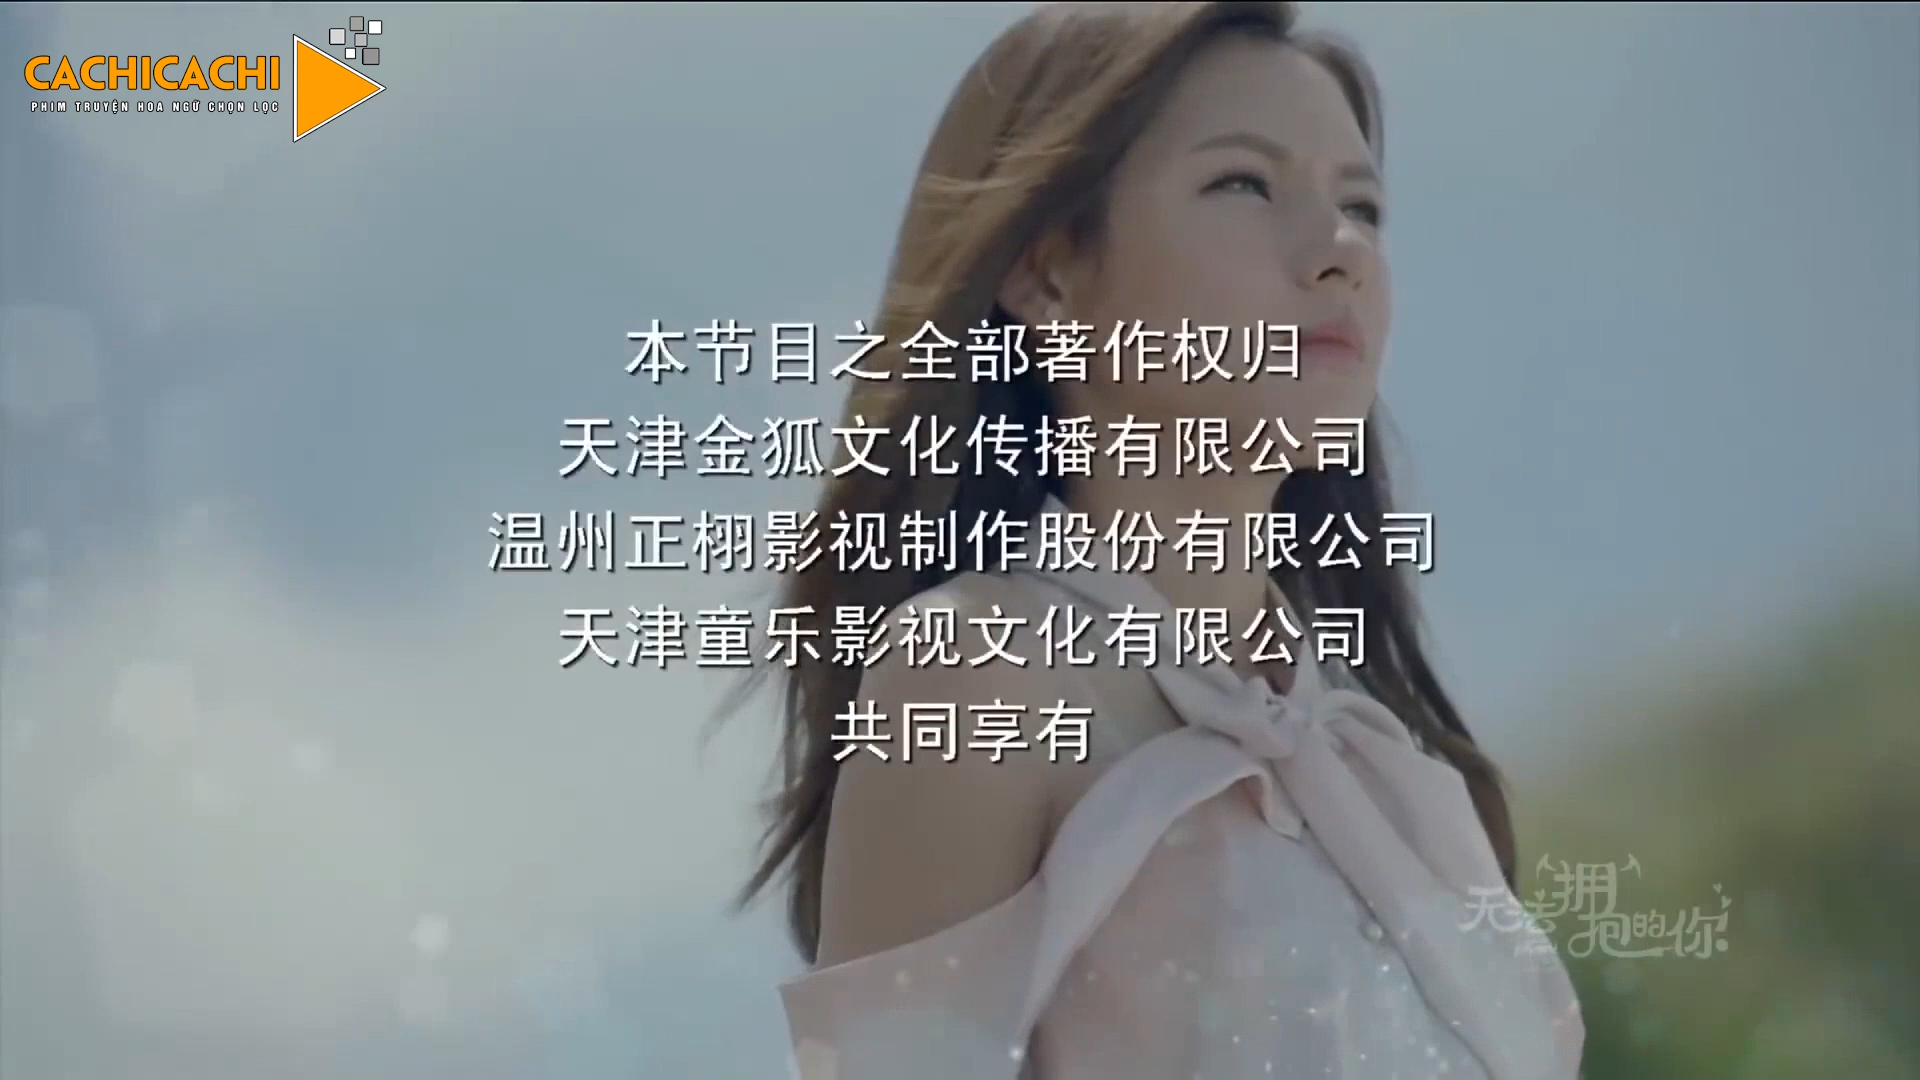 CACHICACHI
PHIM TRUYỆN HOA NGỮ CHỌN LỌC
本节目之全部著作权归
天津金狐文化传播有限公司
温州正栩影视制作股份有限公司
天津童乐影视文化有限公司
共同享有
无法拥抱的你